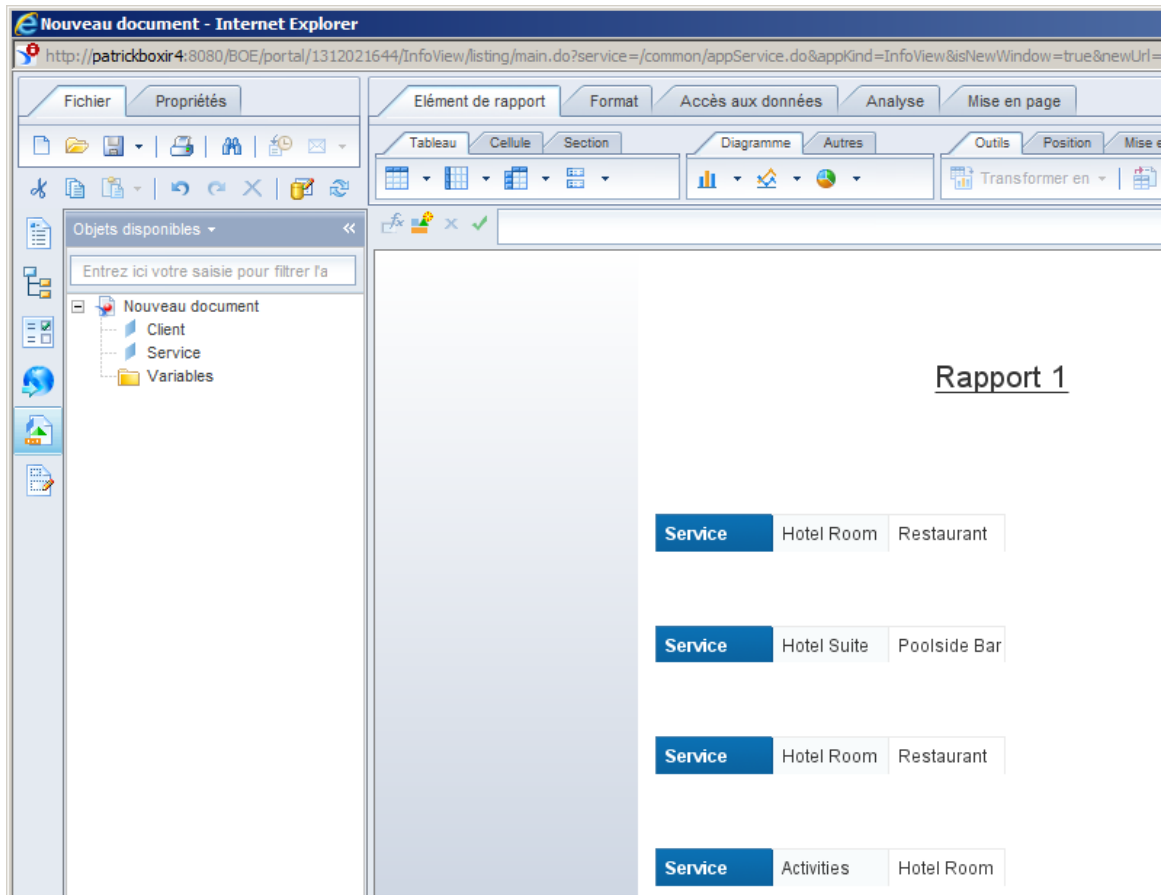 Nouveau document - Internet Explorer
http://patrickboxir4:8080/BOE/portal/1312021644/InfoView/listing/main.do?service=/common/appService.do&appKind=InfoView&isNewWindow=true&newUrl=
Fichier Propriétés
Elément de rapport Format Accès aux données Analyse Mise en page
Tableau Cellule Section Diagramme Autres Outils Position Mise e
Transformer en
Objets disponibles
Entrez ici votre saisie pour filtrer l'a
Nouveau document
Client
Service
Variables
Rapport 1
Service Hotel Room Restaurant
Service Hotel Suite Poolside Bar
Service Hotel Room Restaurant
Service Activities Hotel Room